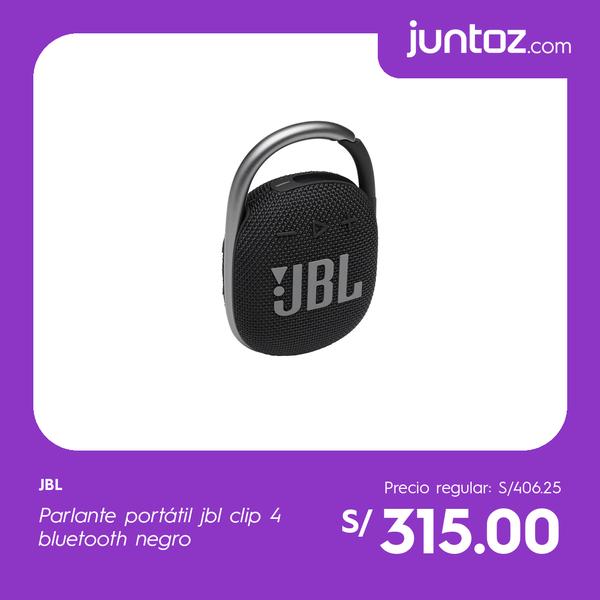 juntoz.com
JBL
JBL
Parlante portátil jbl clip 4
bluetooth negro
Precio regular: S/406.25
S/ 315.00